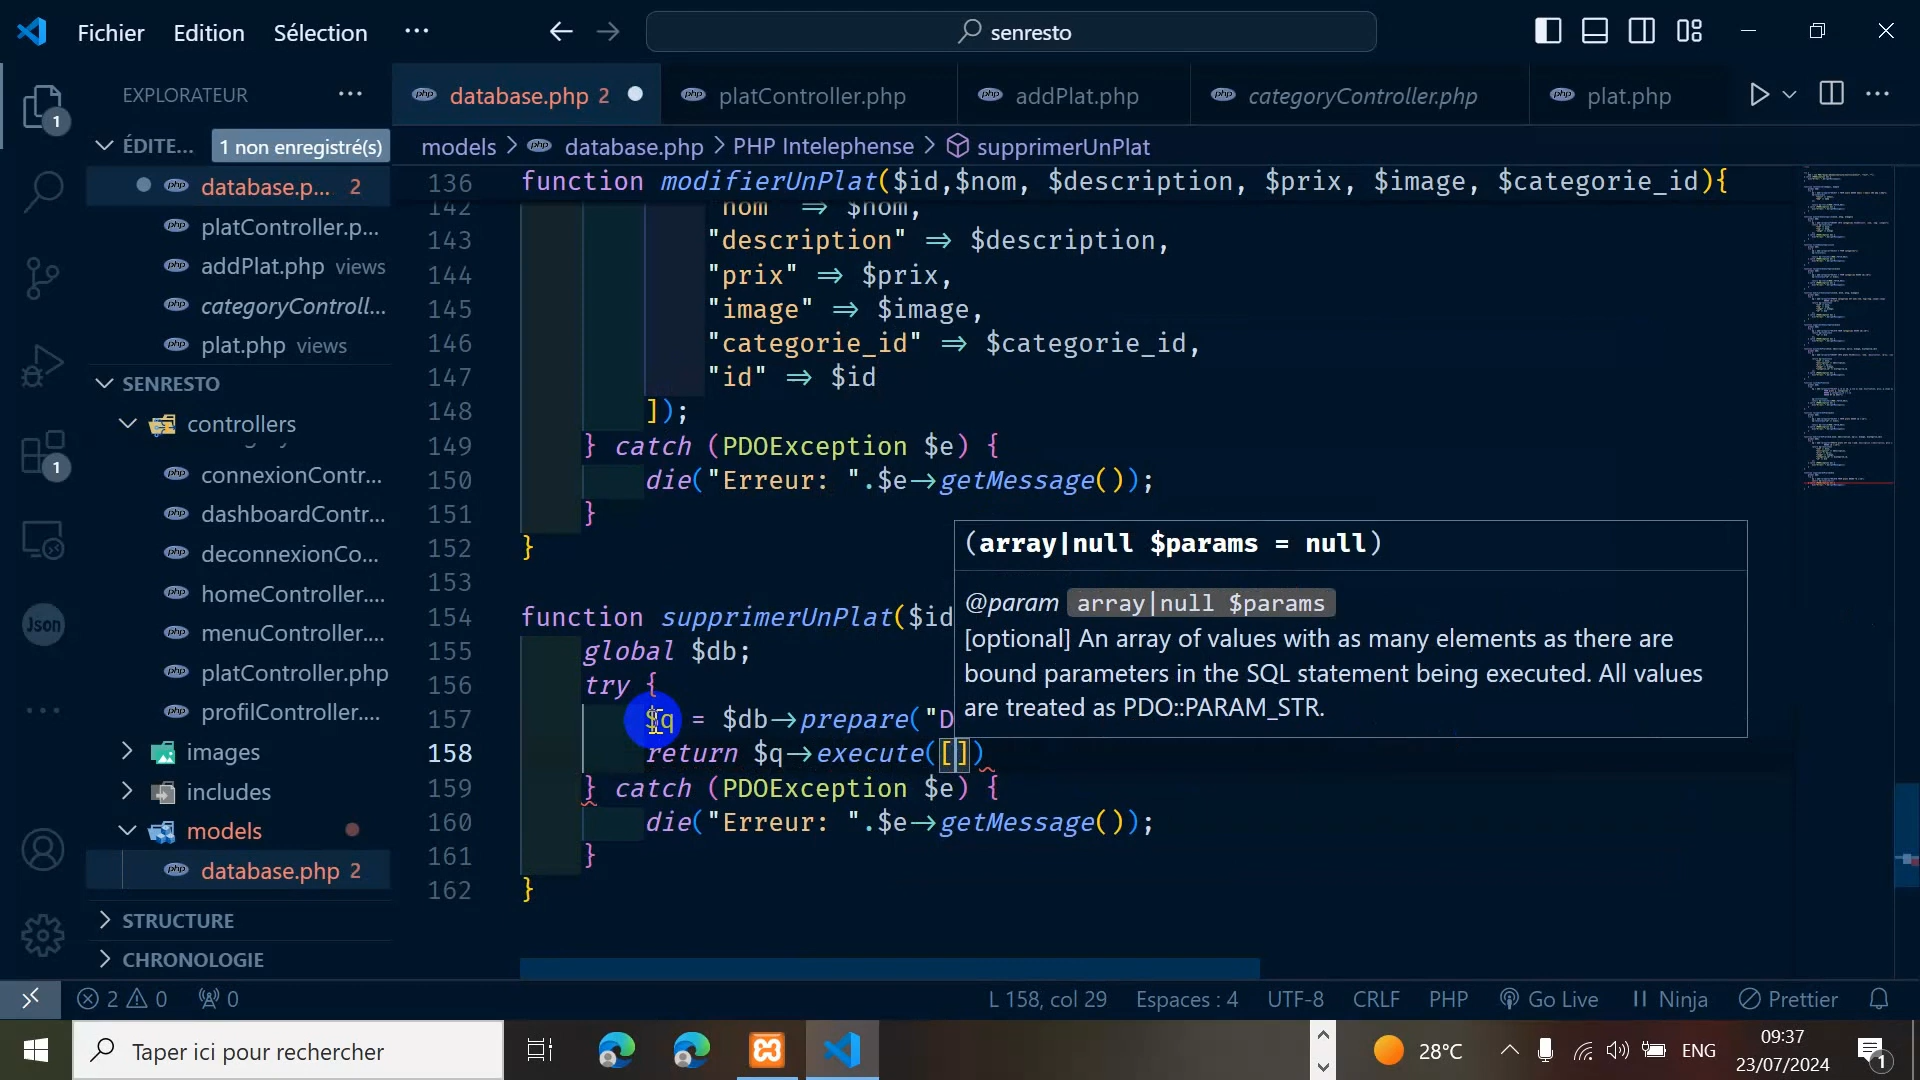 Fichier Edition Sélection ··· senresto
EXPLORATEUR ···
database.php 2 platController.php addPlat.php categoryController.php plat.php ···
ÉDITE... 1 non enregistré(s)
models > database.php > PHP Intelephense > supprimerUnPlat
database.p... 2
platController.p...
addPlat.php views
categoryControll...
plat.php views
SENRESTO
controllers
connexionContr...
dashboardContr...
deconnexionCo...
homeController....
menuController....
platController.php
profilController....
images
includes
models
database.php 2
STRUCTURE
CHRONOLOGIE
1
1
Json
136 function modifierUnPlat($id,$nom, $description, $prix, $image, $categorie_id){
142 "nom" => $nom,
143 "description" => $description,
144 "prix" => $prix,
145 "image" => $image,
146 "categorie_id" => $categorie_id,
147 "id" => $id
148 ]);
149 } catch (PDOException $e) {
150 die("Erreur: ".$e->getMessage());
151 }
152 }
153
154 function supprimerUnPlat($id
155 global $db;
156 try {
157 $q = $db->prepare("D
158 return $q->execute([])
159 } catch (PDOException $e) {
160 die("Erreur: ".$e->getMessage());
161 }
162 }
(array|null $params = null)
@param array|null $params
[optional] An array of values with as many elements as there are
bound parameters in the SQL statement being executed. All values
are treated as PDO::PARAM_STR.
2 0 0 L 158, col 29 Espaces : 4 UTF-8 CRLF PHP Go Live Ninja Prettier
Taper ici pour rechercher 28°C ENG 09:37
23/07/2024 1